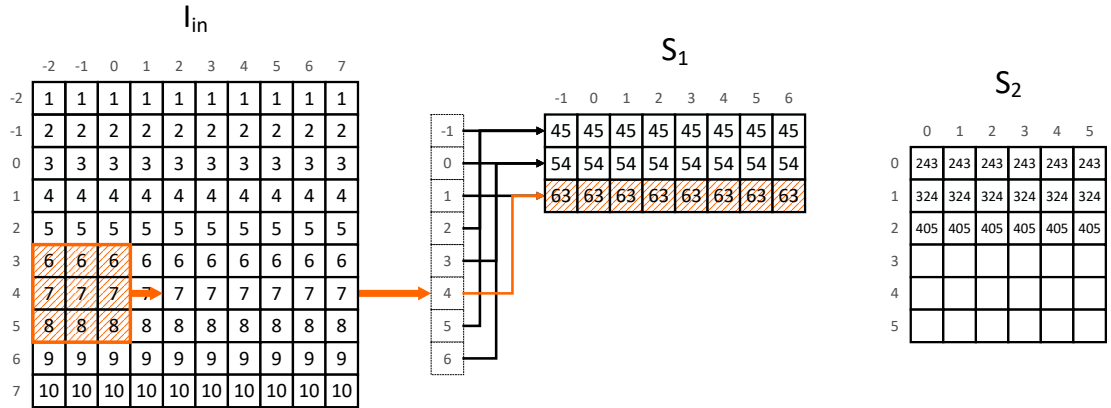 I_in
-2 -1 0 1 2 3 4 5 6 7
-2 1 1 1 1 1 1 1 1 1 1
-1 2 2 2 2 2 2 2 2 2 2
0 3 3 3 3 3 3 3 3 3 3
1 4 4 4 4 4 4 4 4 4 4
2 5 5 5 5 5 5 5 5 5 5
3 6 6 6 6 6 6 6 6 6 6
4 7 7 7 7 7 7 7 7 7 7
5 8 8 8 8 8 8 8 8 8 8
6 9 9 9 9 9 9 9 9 9 9
7 10 10 10 10 10 10 10 10 10 10
-1
0
1
2
3
4
5
6
S_1
-1 0 1 2 3 4 5 6
45 45 45 45 45 45 45 45
54 54 54 54 54 54 54 54
63 63 63 63 63 63 63 63
S_2
0 1 2 3 4 5
0 243 243 243 243 243 243
1 324 324 324 324 324 324
2 405 405 405 405 405 405
3
4
5